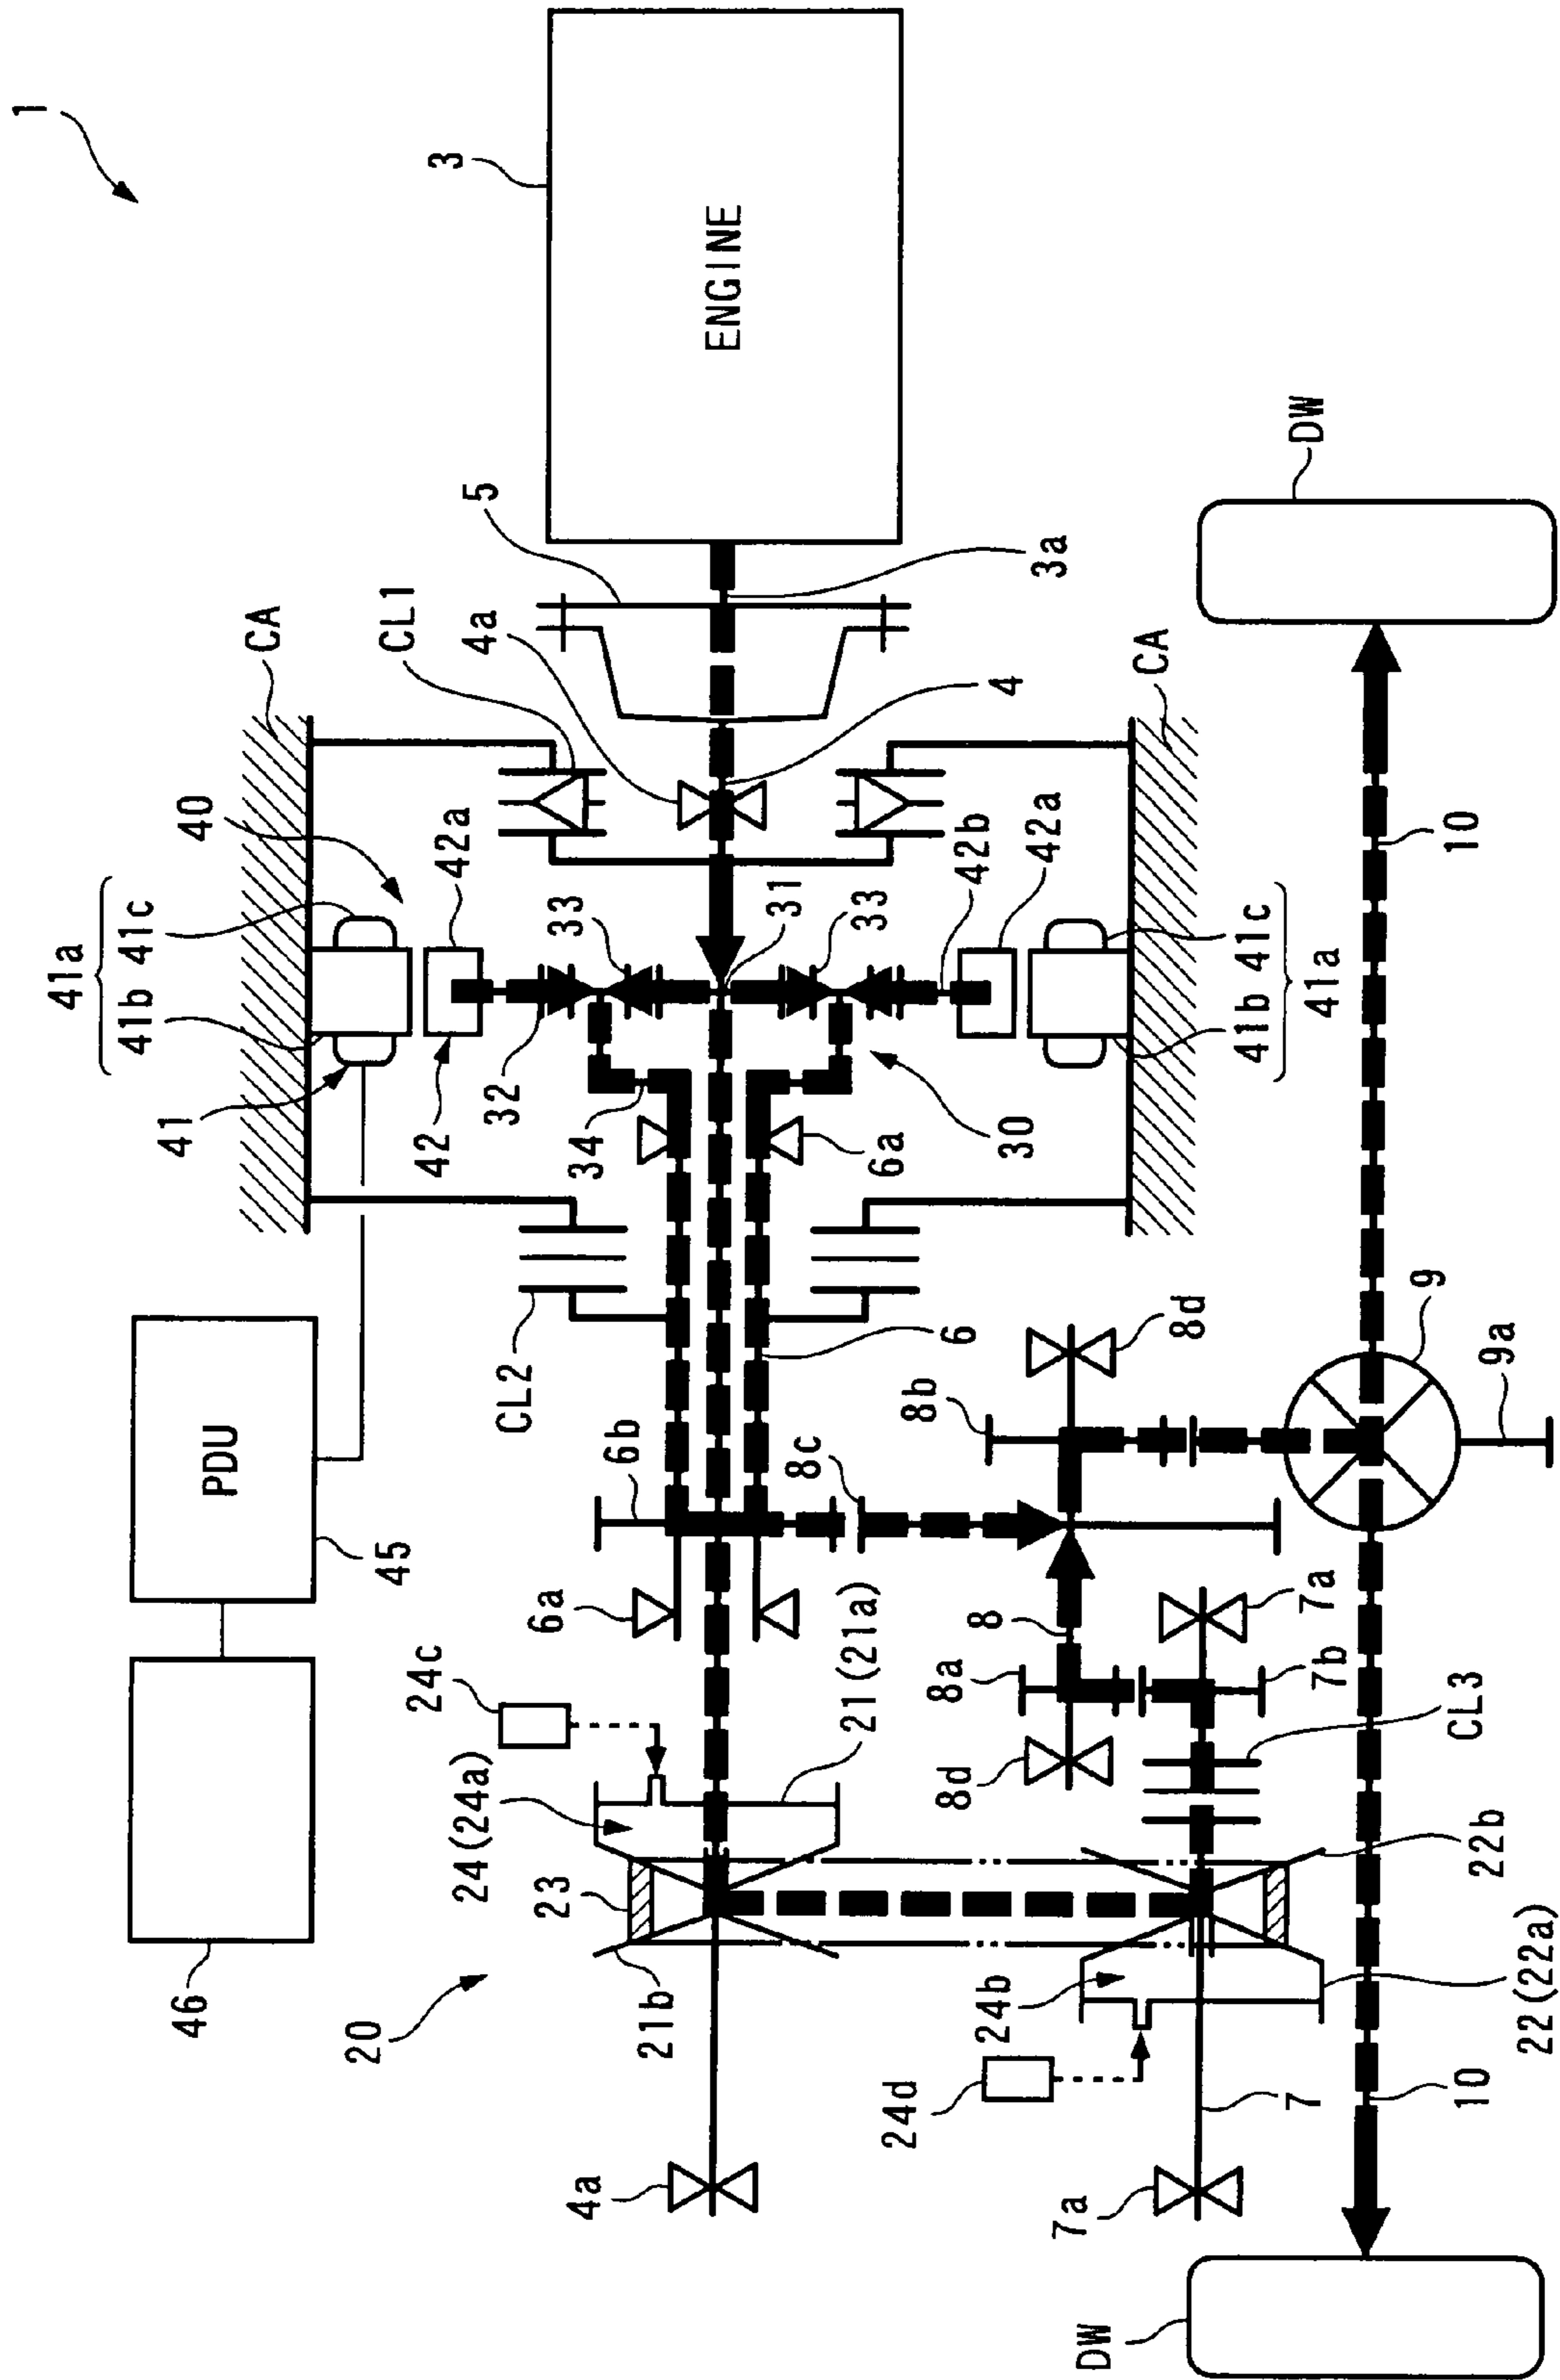 1
3
ENGINE
5
3a
CA
CL1
4a
4
CA
DW
40
42a
41a
41b 41c
33
31
33
42b
42a
41b 41c
41a
10
41
42
32
34
6a
30
PDU
45
CL2
6b
6
8c
8b
8d
9
9a
46
6a
24c
21(21a)
24(24a)
23
8
8a
8d
7a
7b
CL3
20
21b
24b
24d
22b
22(22a)
4a
7
7a
10
DW